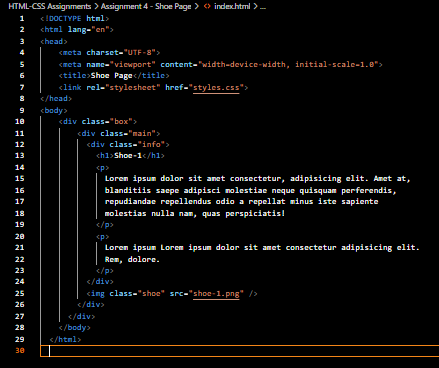 HTML-CSS Assignments > Assignment 4 - Shoe Page > <> index.html > ...
1 <!DOCTYPE html>
2 <html lang="en">
3 <head>
4 <meta charset="UTF-8">
5 <meta name="viewport" content="width=device-width, initial-scale=1.0">
6 <title>Shoe Page</title>
7 <link rel="stylesheet" href="styles.css">
8 </head>
9 <body>
10 <div class="box">
11 <div class="main">
12 <div class="info">
13 <h1>Shoe-1</h1>
14 <p>
15 Lorem ipsum dolor sit amet consectetur, adipisicing elit. Amet at,
16 blanditiis saepe adipisci molestiae neque quisquam perferendis,
17 repudiandae repellendus odio a repellat minus iste sapiente
18 molestias nulla nam, quas perspiciatis!
19 </p>
20 <p>
21 Lorem ipsum Lorem ipsum dolor sit amet consectetur adipisicing elit.
22 Rem, dolore.
23 </p>
24 </div>
25 <img class="shoe" src="shoe-1.png" />
26 </div>
27 </div>
28 </body>
29 </html>
30